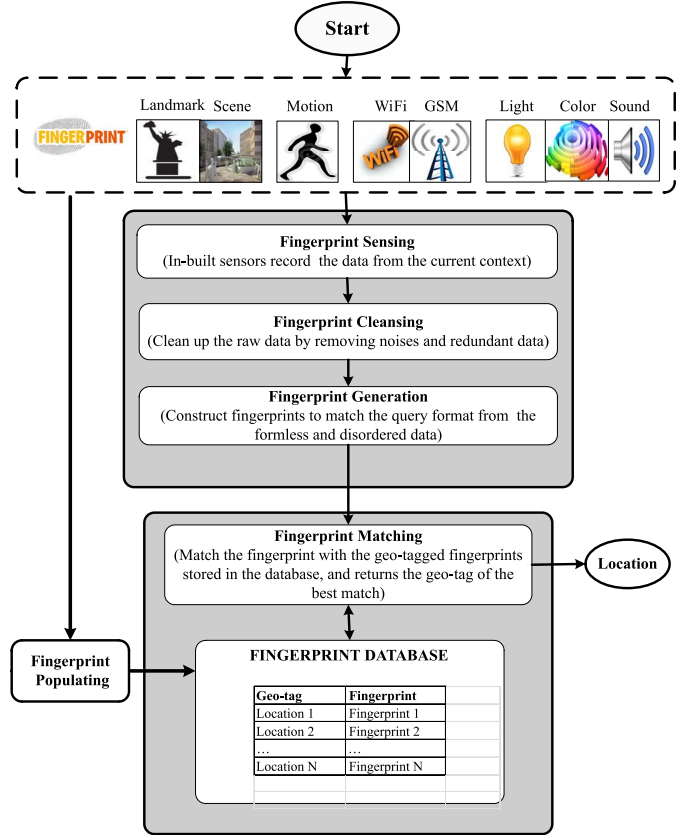 Start
Landmark Scene Motion WiFi GSM Light Color Sound
FINGERPRINT
WiFi
Fingerprint Sensing
(In-built sensors record the data from the current context)
Fingerprint Cleansing
(Clean up the raw data by removing noises and redundant data)
Fingerprint Generation
(Construct fingerprints to match the query format from the
formless and disordered data)
Fingerprint Matching
(Match the fingerprint with the geo-tagged fingerprints
stored in the database, and returns the geo-tag of the
best match)
Location
Fingerprint
Populating
FINGERPRINT DATABASE
Geo-tag Fingerprint
Location 1 Fingerprint 1
Location 2 Fingerprint 2
… …
Location N Fingerprint N